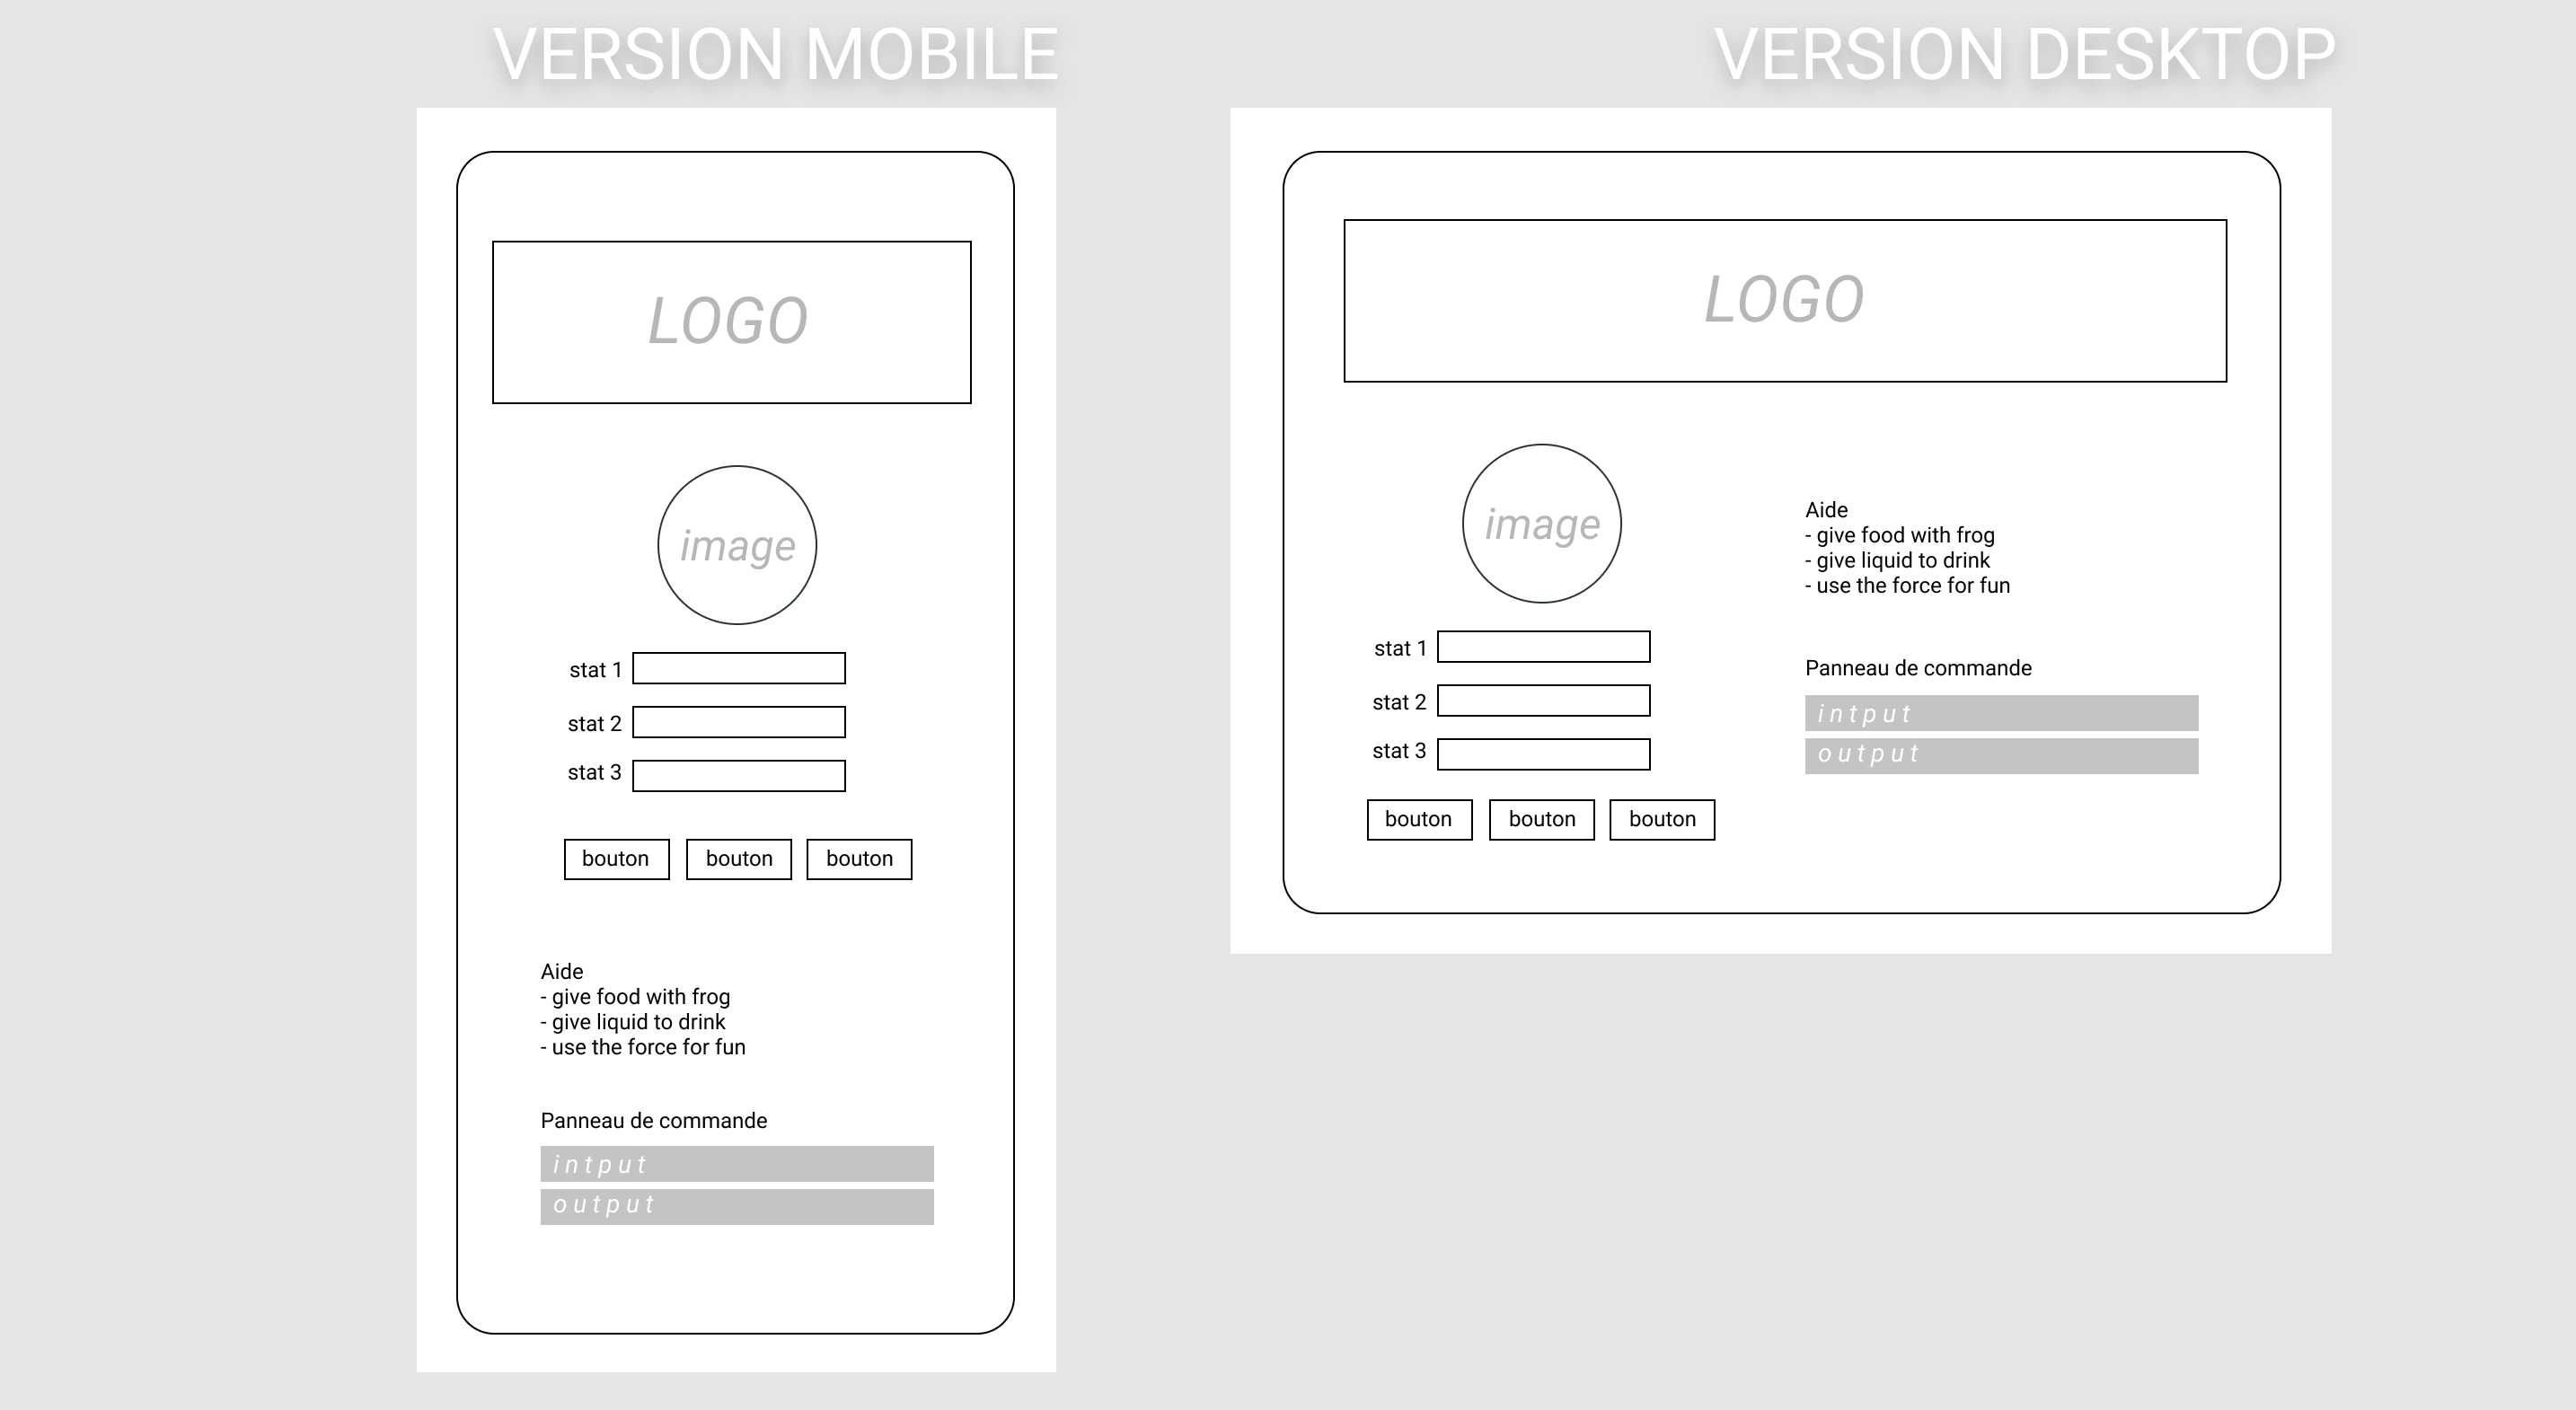 VERSION MOBILE
LOGO
image
stat 1
stat 2
stat 3
bouton bouton bouton
Aide
- give food with frog
- give liquid to drink
- use the force for fun
Panneau de commande
intput
output
VERSION DESKTOP
LOGO
image
stat 1
stat 2
stat 3
bouton bouton bouton
Aide
- give food with frog
- give liquid to drink
- use the force for fun
Panneau de commande
intput
output